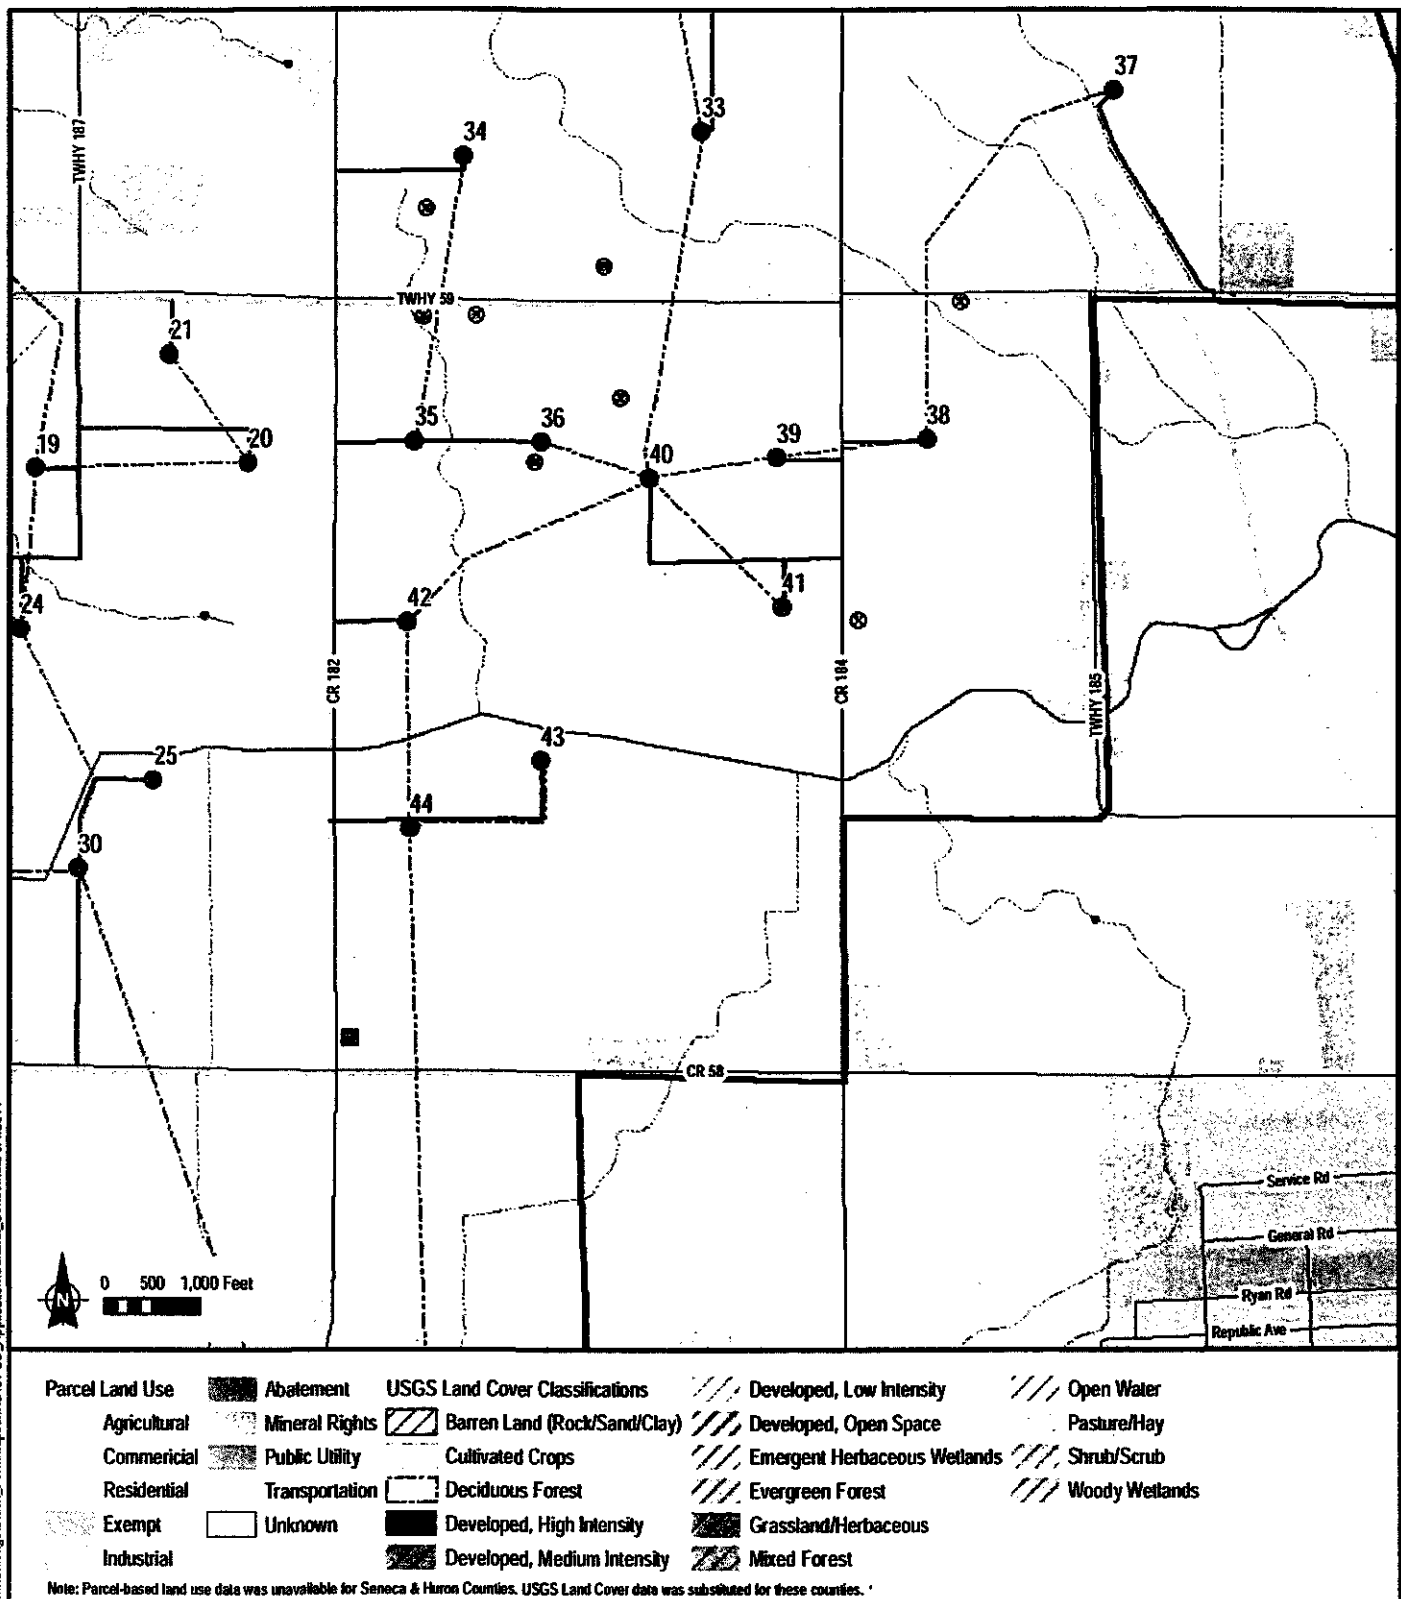 37
33
34
TWHY 187
TWHY 59
21
35
36
38
19
20
39
40
24
42
41
CR 182
CR 184
TWHY 185
25
43
44
30
CR 58
Service Rd
General Rd
Ryan Rd
Republic Ave
N
0 500 1,000 Feet
Parcel Land Use
Agricultural
Commericial
Residential
Exempt
Industrial
Abatement
Mineral Rights
Public Utility
Transportation
Unknown
USGS Land Cover Classifications
Barren Land (Rock/Sand/Clay)
Cultivated Crops
Deciduous Forest
Developed, High Intensity
Developed, Medium Intensity
Developed, Low Intensity
Developed, Open Space
Emergent Herbaceous Wetlands
Evergreen Forest
Grassland/Herbaceous
Mixed Forest
Open Water
Pasture/Hay
Shrub/Scrub
Woody Wetlands
Note: Parcel-based land use data was unavailable for Seneca & Huron Counties. USGS Land Cover data was substituted for these counties.